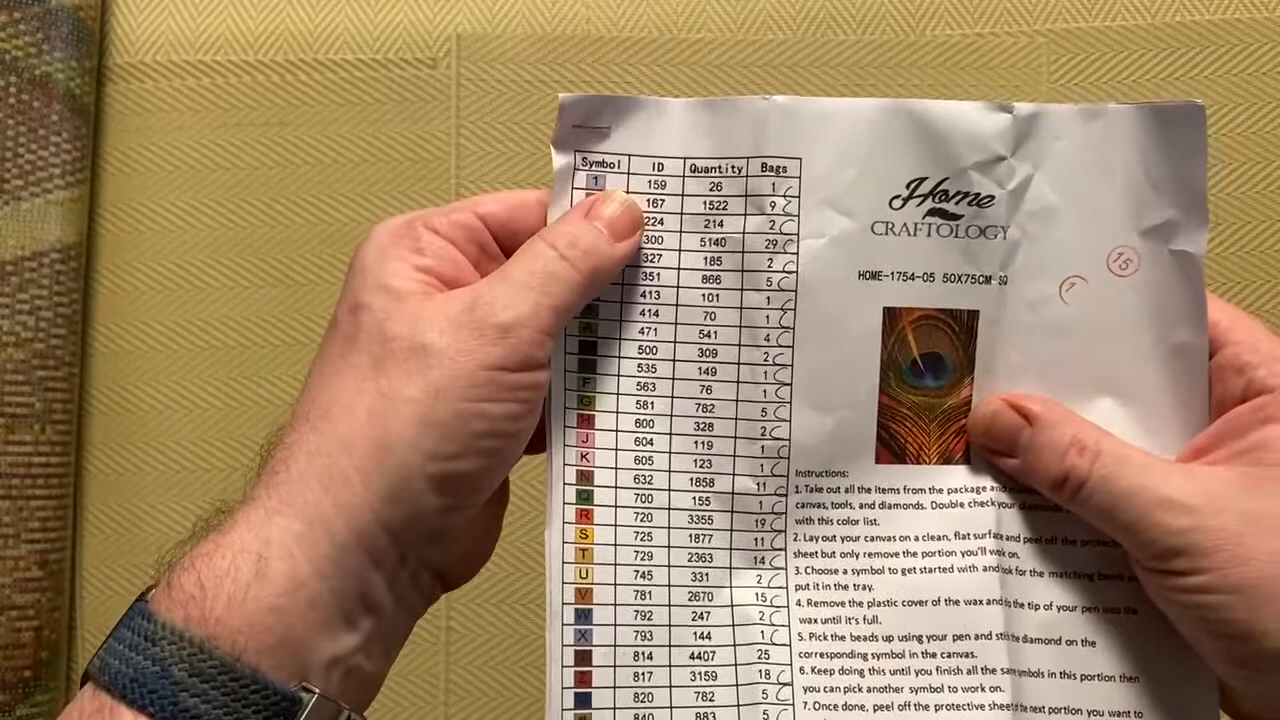 Symbol ID Quantity Bags
1 159 26 1
167 1522 9
224 214 2
300 5140 29
327 185 2
351 866 5
413 101 1
414 70 1
A 471 541 4
500 309 2
535 149 1
F 563 76 1
G 581 782 5
H 600 328 2
J 604 119 1
K 605 123 1
N 632 1858 11
Q 700 155 1
R 720 3355 19
S 725 1877 11
T 729 2363 14
U 745 331 2
V 781 2670 15
W 792 247 2
X 793 144 1
814 4407 25
Z 817 3159 18
820 782 5
840 883 5
Home
CRAFTOLOGY
15
1
HOME-1754-05 50X75CM SQ
Instructions:
1. Take out all the items from the package and
canvas, tools, and diamonds. Double check your diamonds
with this color list.
2. Lay out your canvas on a clean, flat surface and peel off the protective
sheet but only remove the portion you'll work on.
3. Choose a symbol to get started with and look for the matching beads
put it in the tray.
4. Remove the plastic cover of the wax and dip the tip of your pen into the
wax until it's full.
5. Pick the beads up using your pen and stick the diamond on the
corresponding symbol in the canvas.
6. Keep doing this until you finish all the same symbols in this portion then
you can pick another symbol to work on.
7. Once done, peel off the protective sheet of the next portion you want to